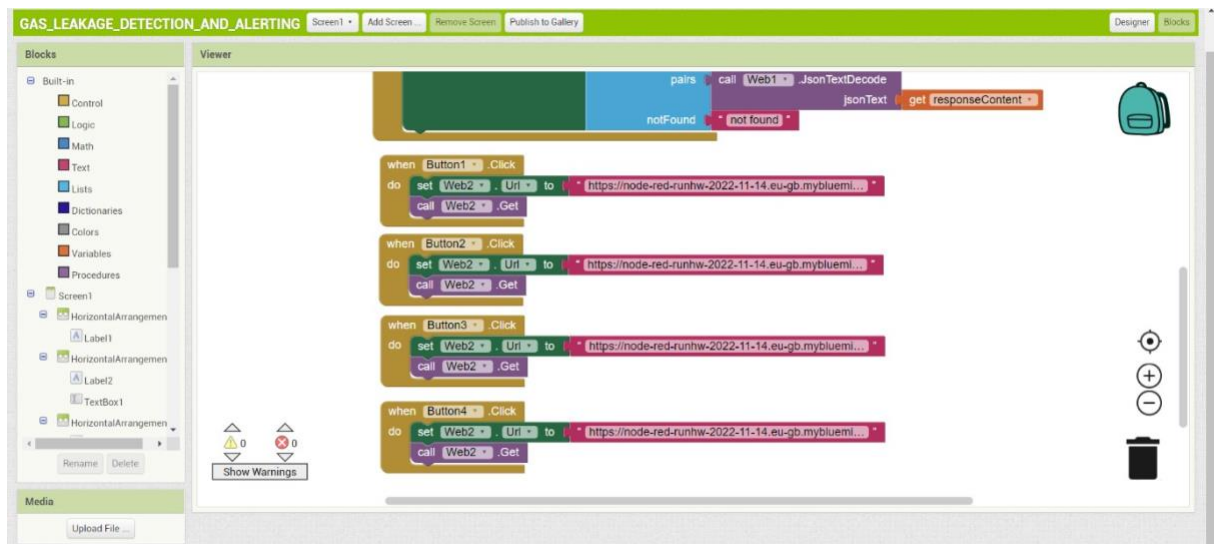 GAS_LEAKAGE_DETECTION_AND_ALERTING Screen1 Add Screen ... Remove Screen Publish to Gallery Designer Blocks
Blocks
Viewer
Built-in
Control
Logic
Math
Text
Lists
Dictionaries
Colors
Variables
Procedures
Screen1
HorizontalArrangemen
Label1
HorizontalArrangemen
Label2
TextBox1
HorizontalArrangemen
Rename Delete
Media
Upload File ...
pairs call Web1 .JsonTextDecode
jsonText get responseContent
notFound " not found "
when Button1 .Click
do set Web2 . Url to " https://node-red-runhw-2022-11-14.eu-gb.mybluemi... "
call Web2 .Get
when Button2 .Click
do set Web2 . Url to " https://node-red-runhw-2022-11-14.eu-gb.mybluemi... "
call Web2 .Get
when Button3 .Click
do set Web2 . Url to " https://node-red-runhw-2022-11-14.eu-gb.mybluemi... "
call Web2 .Get
when Button4 .Click
do set Web2 . Url to " https://node-red-runhw-2022-11-14.eu-gb.mybluemi... "
call Web2 .Get
0 0
Show Warnings